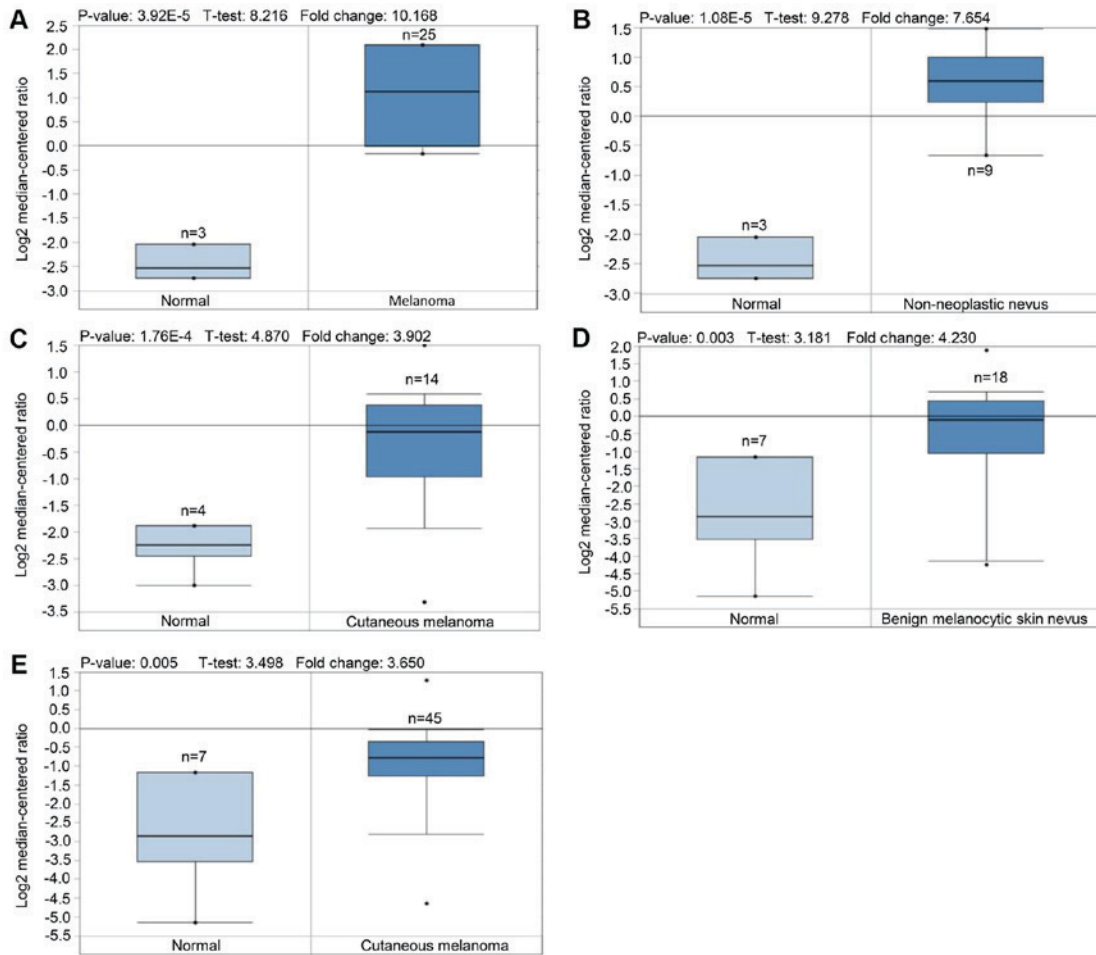 A
P-value: 3.92E-5 T-test: 8.216 Fold change: 10.168
Log2 median-centered ratio
2.5
2.0
1.5
1.0
0.5
0.0
-0.5
-1.0
-1.5
-2.0
-2.5
-3.0
n=3
n=25
Normal
Melanoma
B
P-value: 1.08E-5 T-test: 9.278 Fold change: 7.654
Log2 median-centered ratio
1.5
1.0
0.5
0.0
-0.5
-1.0
-1.5
-2.0
-2.5
-3.0
n=3
n=9
Normal
Non-neoplastic nevus
C
P-value: 1.76E-4 T-test: 4.870 Fold change: 3.902
Log2 median-centered ratio
1.5
1.0
0.5
0.0
-0.5
-1.0
-1.5
-2.0
-2.5
-3.0
-3.5
n=4
n=14
Normal
Cutaneous melanoma
D
P-value: 0.003 T-test: 3.181 Fold change: 4.230
Log2 median-centered ratio
2.0
1.5
1.0
0.5
0.0
-0.5
-1.0
-1.5
-2.0
-2.5
-3.0
-3.5
-4.0
-4.5
-5.0
-5.5
n=7
n=18
Normal
Benign melanocytic skin nevus
E
P-value: 0.005 T-test: 3.498 Fold change: 3.650
Log2 median-centered ratio
1.5
1.0
0.5
0.0
-0.5
-1.0
-1.5
-2.0
-2.5
-3.0
-3.5
-4.0
-4.5
-5.0
-5.5
n=7
n=45
Normal
Cutaneous melanoma